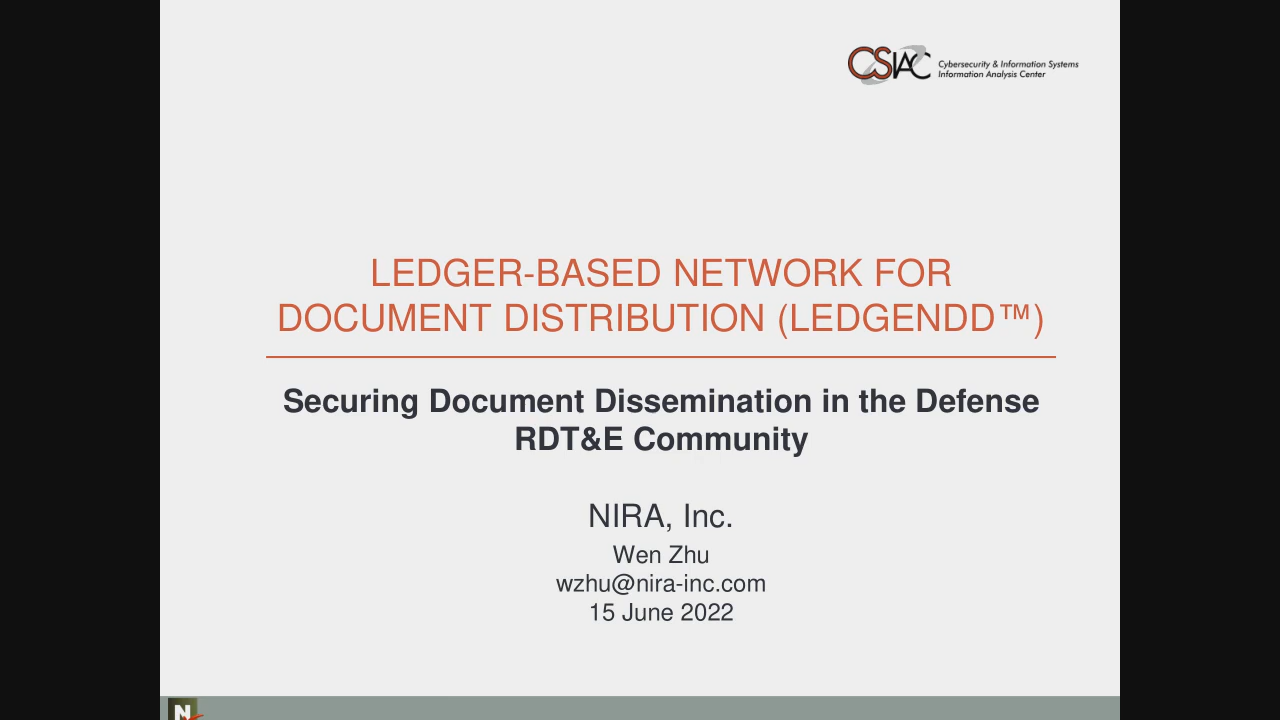 CSIAC
Cybersecurity & Information Systems
Information Analysis Center
LEDGER-BASED NETWORK FOR
DOCUMENT DISTRIBUTION (LEDGENDD™)
Securing Document Dissemination in the Defense
RDT&E Community
NIRA, Inc.
Wen Zhu
wzhu@nira-inc.com
15 June 2022
N